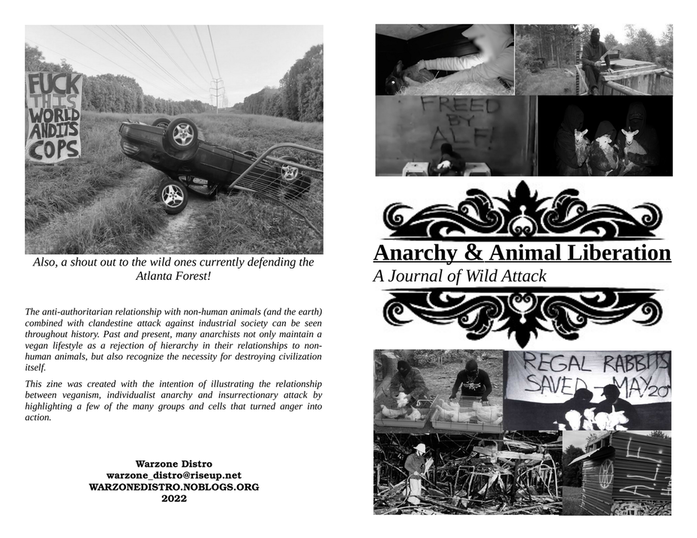 FUCK
THIS
WORLD
AND ITS
COPS
Also, a shout out to the wild ones currently defending the
Atlanta Forest!
The anti-authoritarian relationship with non-human animals (and the earth)
combined with clandestine attack against industrial society can be seen
throughout history. Past and present, many anarchists not only maintain a
vegan lifestyle as a rejection of hierarchy in their relationships to non-
human animals, but also recognize the necessity for destroying civilization
itself.
This zine was created with the intention of illustrating the relationship
between veganism, individualist anarchy and insurrectionary attack by
highlighting a few of the many groups and cells that turned anger into
action.
Warzone Distro
warzone_distro@riseup.net
WARZONEDISTRO.NOBLOGS.ORG
2022
FREED
BY
ALF!
Anarchy & Animal Liberation
A Journal of Wild Attack
REGAL RABBITS
SAVED - MAY 20